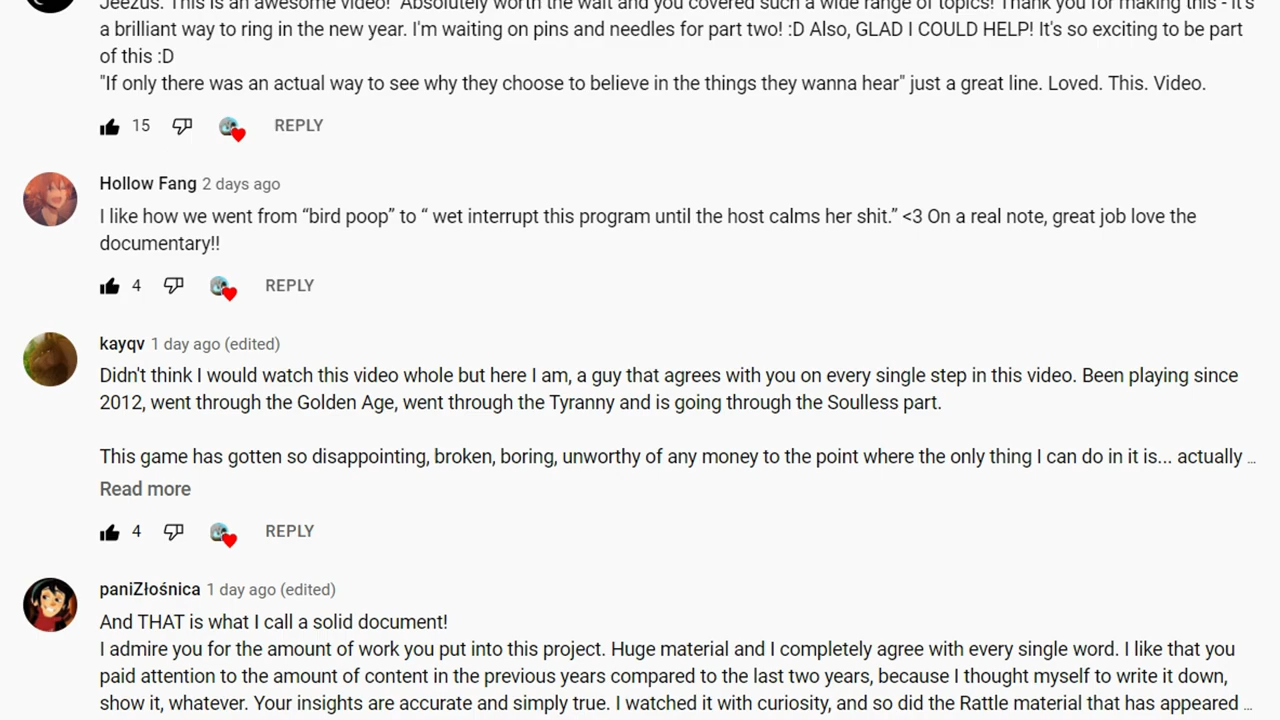 Jeezus. This is an awesome video! Absolutely worth the wait and you covered such a wide range of topics! Thank you for making this - it's
a brilliant way to ring in the new year. I'm waiting on pins and needles for part two! :D Also, GLAD I COULD HELP! It's so exciting to be part
of this :D
"If only there was an actual way to see why they choose to believe in the things they wanna hear" just a great line. Loved. This. Video.
15 REPLY
Hollow Fang 2 days ago
I like how we went from “bird poop” to “ wet interrupt this program until the host calms her shit.” <3 On a real note, great job love the
documentary!!
4 REPLY
kayqv 1 day ago (edited)
Didn't think I would watch this video whole but here I am, a guy that agrees with you on every single step in this video. Been playing since
2012, went through the Golden Age, went through the Tyranny and is going through the Soulless part.
This game has gotten so disappointing, broken, boring, unworthy of any money to the point where the only thing I can do in it is... actually ...
Read more
4 REPLY
paniZłośnica 1 day ago (edited)
And THAT is what I call a solid document!
I admire you for the amount of work you put into this project. Huge material and I completely agree with every single word. I like that you
paid attention to the amount of content in the previous years compared to the last two years, because I thought myself to write it down,
show it, whatever. Your insights are accurate and simply true. I watched it with curiosity, and so did the Rattle material that has appeared ...